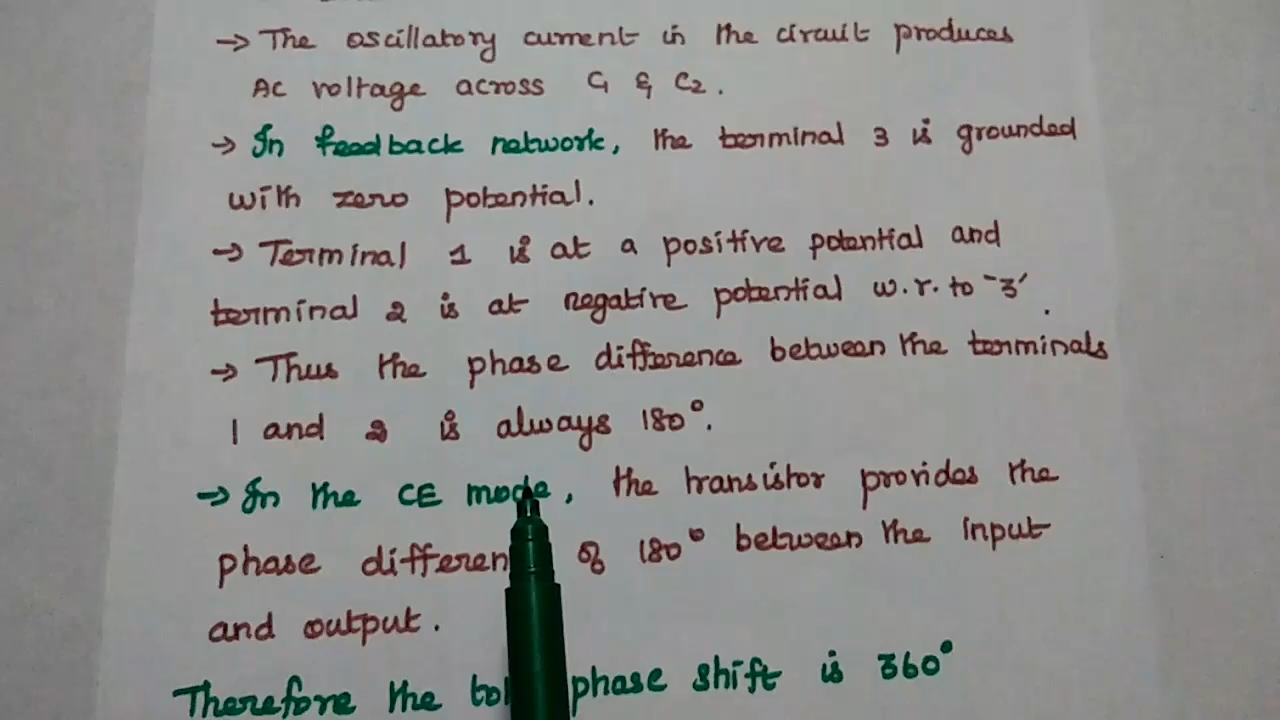 → The oscillatory current in the circuit produces
AC voltage across C1 & C2.
→ In feedback network, the terminal 3 is grounded
with zero potential.
→ Terminal 1 is at a positive potential and
terminal 2 is at negative potential w.r.to '3'.
→ Thus the phase difference between the terminals
1 and 2 is always 180°.
→ In the CE mode, the transistor provides the
phase differen of 180° between the input
and output.
Therefore the phase shift is 360°